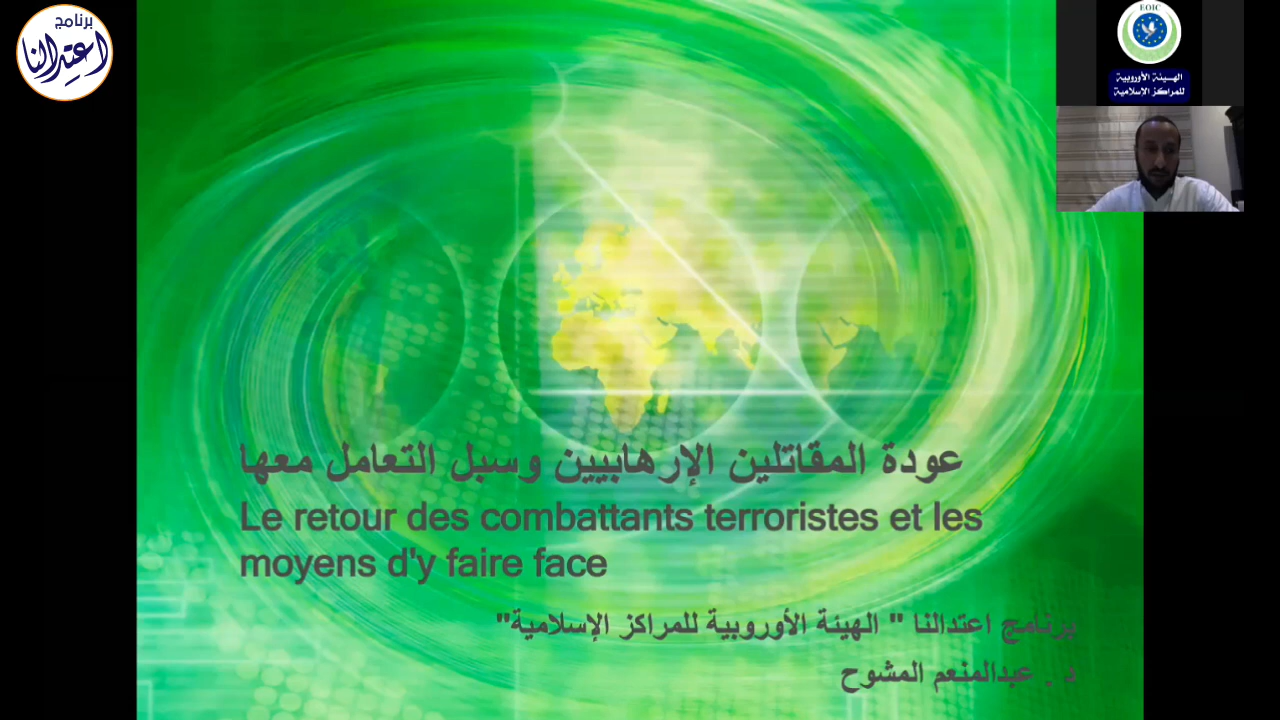 برنامج
اعتدالنا
EOIC
الهيئة الأوروبية
للمراكز الإسلامية
عودة المقاتلين الإرهابيين وسبل التعامل معها
Le retour des combattants terroristes et les
moyens d'y faire face
برنامج اعتدالنا " الهيئة الأوروبية للمراكز الإسلامية"
د . عبدالمنعم المشوح